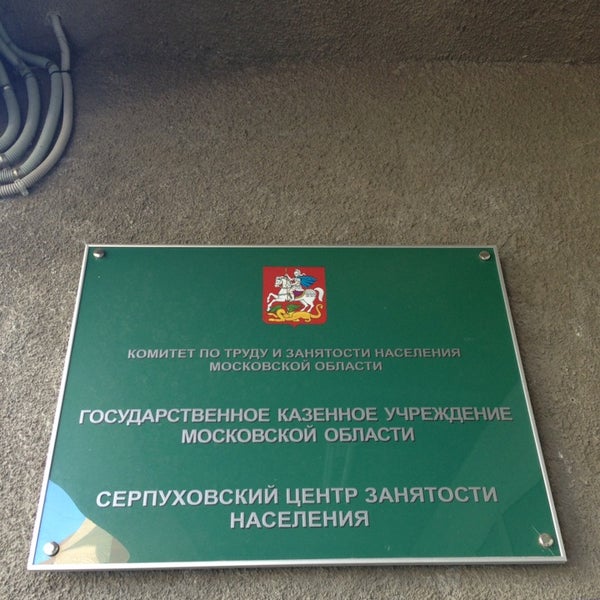 КОМИТЕТ ПО ТРУДУ И ЗАНЯТОСТИ НАСЕЛЕНИЯ
МОСКОВСКОЙ ОБЛАСТИ
ГОСУДАРСТВЕННОЕ КАЗЕННОЕ УЧРЕЖДЕНИЕ
МОСКОВСКОЙ ОБЛАСТИ
СЕРПУХОВСКИЙ ЦЕНТР ЗАНЯТОСТИ
НАСЕЛЕНИЯ